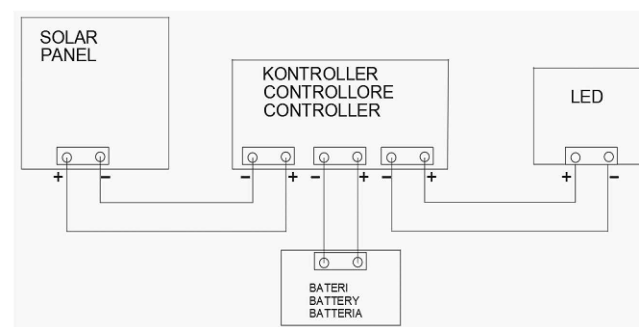 SOLAR
PANEL
KONTROLLER
CONTROLLORE
CONTROLLER
LED
+ −
− + − + − +
+ −
BATERI
BATTERY
BATTERIA